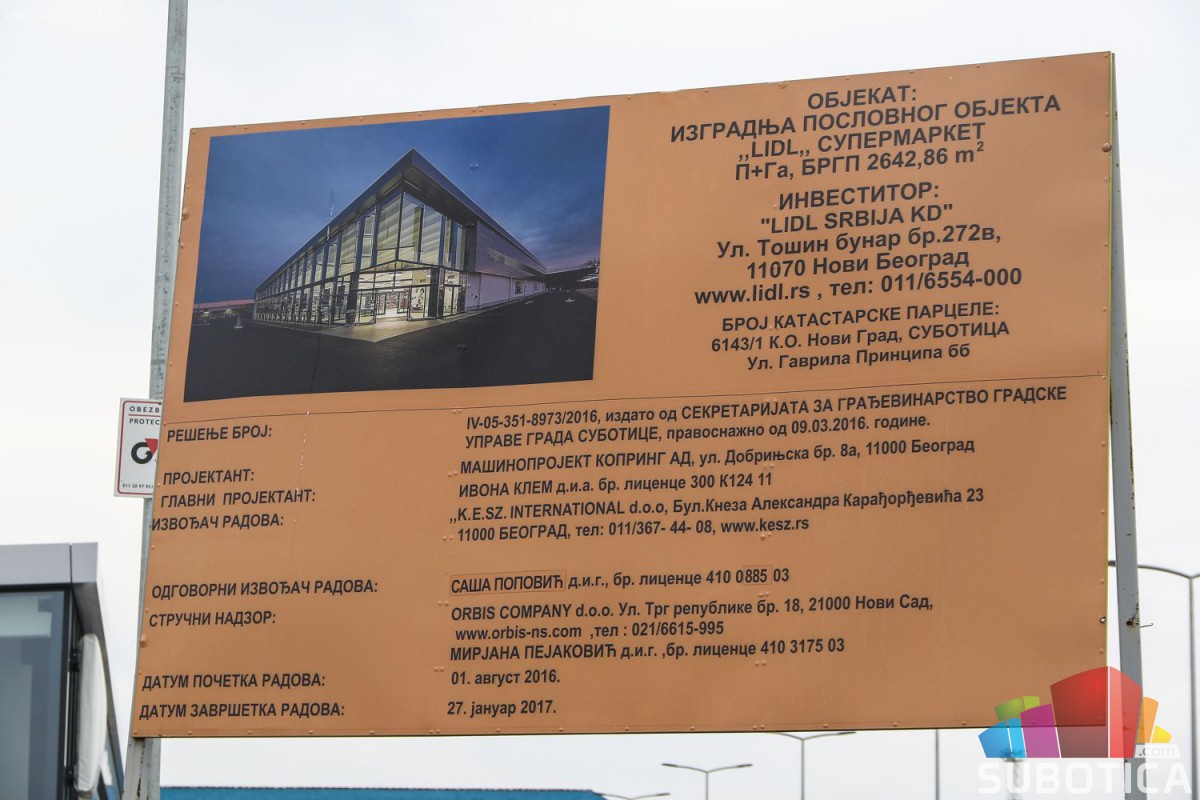 ОБЈЕКАТ:
ИЗГРАДЊА ПОСЛОВНОГ ОБЈЕКТА
,,LIDL,, СУПЕРМАРКЕТ
П+Га, БРГП 2642,86 m²
ИНВЕСТИТОР:
"LIDL SRBIJA KD"
Ул. Тошин бунар бр.272в,
11070 Нови Београд
www.lidl.rs , тел: 011/6554-000
БРОЈ КАТАСТАРСКЕ ПАРЦЕЛЕ:
6143/1 К.О. Нови Град, СУБОТИЦА
Ул. Гаврила Принципа бб
РЕШЕЊЕ БРОЈ: IV-05-351-8973/2016, издато од СЕКРЕТАРИЈАТА ЗА ГРАЂЕВИНАРСТВО ГРАДСКЕ
УПРАВЕ ГРАДА СУБОТИЦЕ, правоснажно од 09.03.2016. године.
ПРОЈЕКТАНТ: МАШИНОПРОЈЕКТ КОПРИНГ АД, ул. Добрињска бр. 8а, 11000 Београд
ГЛАВНИ ПРОЈЕКТАНТ: ИВОНА КЛЕМ д.и.а. бр. лиценце 300 К124 11
ИЗВОЂАЧ РАДОВА: ,,K.E.SZ. INTERNATIONAL d.o.o, Бул.Кнеза Александра Карађорђевића 23
11000 БЕОГРАД, тел: 011/367- 44- 08, www.kesz.rs
ОДГОВОРНИ ИЗВОЂАЧ РАДОВА: САША ПОПОВИЋ д.и.г., бр. лиценце 410 0885 03
СТРУЧНИ НАДЗОР: ORBIS COMPANY d.o.o. Ул. Трг републике бр. 18, 21000 Нови Сад,
www.orbis-ns.com ,тел : 021/6615-995
МИРЈАНА ПЕЈАКОВИЋ д.и.г. ,бр. лиценце 410 3175 03
ДАТУМ ПОЧЕТКА РАДОВА: 01. август 2016.
ДАТУМ ЗАВРШЕТКА РАДОВА: 27. јануар 2017.
OBEZB
PROTEC
G
.com
SUBOTICA